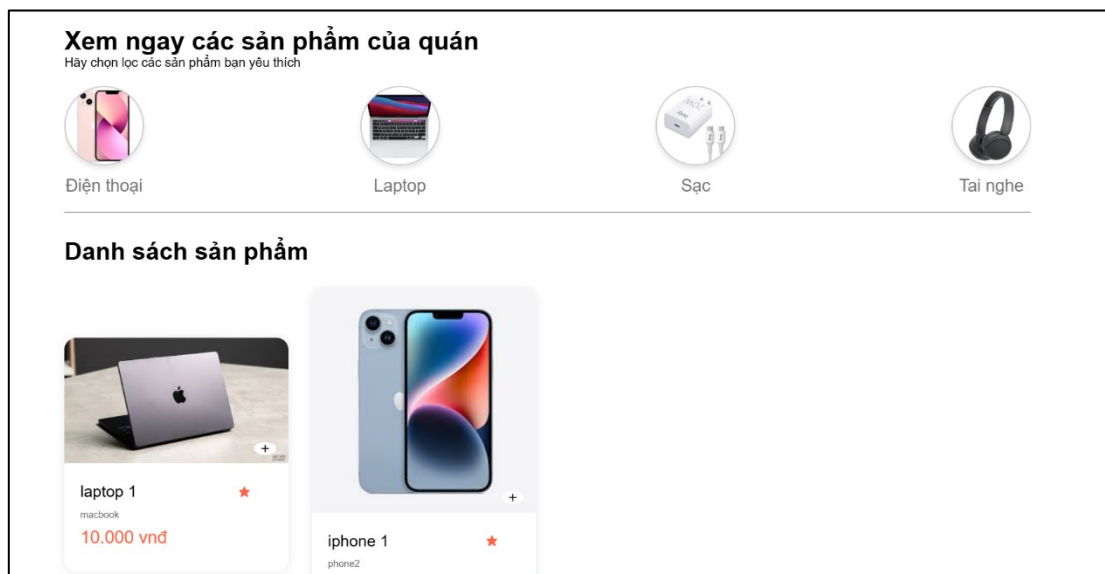 Xem ngay các sản phẩm của quán
Hãy chọn lọc các sản phẩm bạn yêu thích
Điện thoại
Laptop
Sạc
Tai nghe
Danh sách sản phẩm
+
laptop 1
macbook
10.000 vnđ
+
iphone 1
phone2